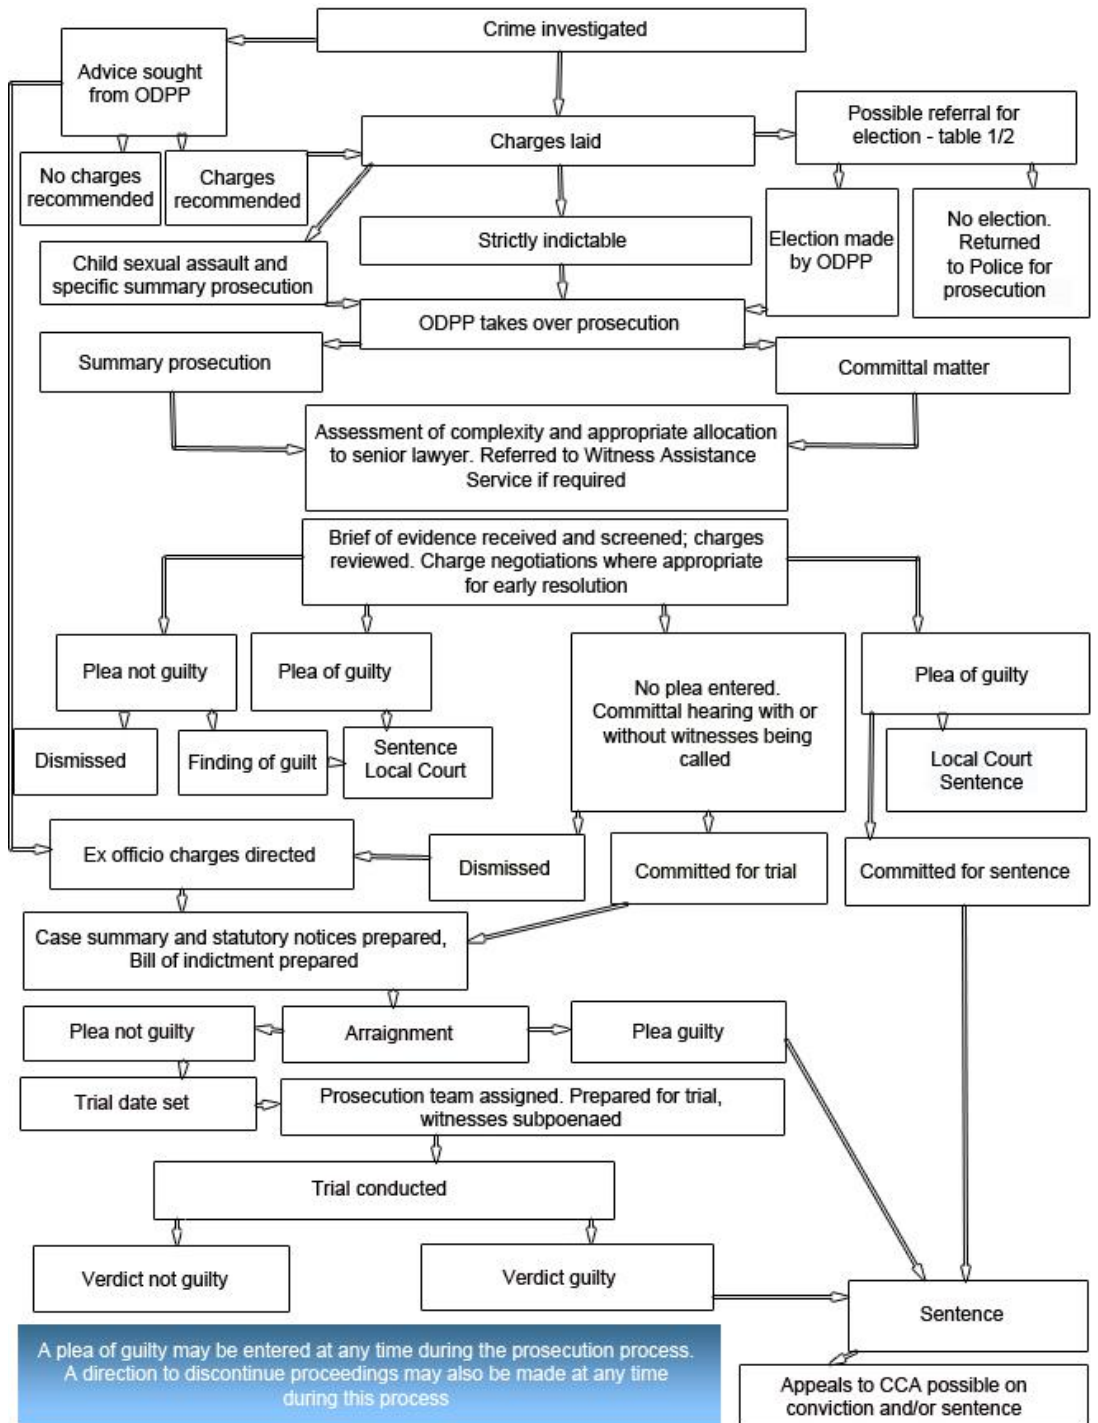 Crime investigated
Advice sought
from ODPP
Possible referral for
election - table 1/2
Charges laid
No charges
recommended
Charges
recommended
Strictly indictable
Election made
by ODPP
No election.
Returned
to Police for
prosecution
Child sexual assault and
specific summary prosecution
ODPP takes over prosecution
Summary prosecution
Committal matter
Assessment of complexity and appropriate allocation
to senior lawyer. Referred to Witness Assistance
Service if required
Brief of evidence received and screened; charges
reviewed. Charge negotiations where appropriate
for early resolution
Plea not guilty
Plea of guilty
No plea entered.
Committal hearing with or
without witnesses being
called
Plea of guilty
Dismissed
Finding of guilt
Sentence
Local Court
Local Court
Sentence
Ex officio charges directed
Dismissed
Committed for trial
Committed for sentence
Case summary and statutory notices prepared,
Bill of indictment prepared
Plea not guilty
Arraignment
Plea guilty
Trial date set
Prosecution team assigned. Prepared for trial,
witnesses subpoenaed
Trial conducted
Verdict not guilty
Verdict guilty
Sentence
A plea of guilty may be entered at any time during the prosecution process.
A direction to discontinue proceedings may also be made at any time
during this process
Appeals to CCA possible on
conviction and/or sentence